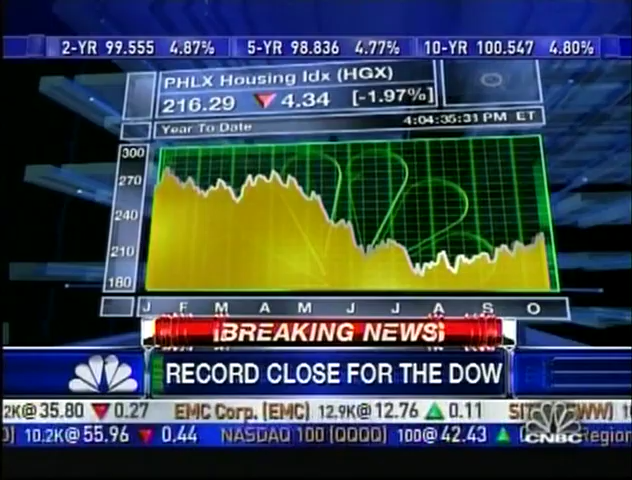 2-YR 99.555 4.87% 5-YR 98.836 4.77% 10-YR 100.547 4.80%
PHLX Housing Idx (HGX)
216.29 ▼ 4.34 [-1.97%]
4:04:35:31 PM ET
Year To Date
300
270
240
210
180
J F M A M J J A S O
BREAKING NEWS
RECORD CLOSE FOR THE DOW
2K@35.80 ▼ 0.27 EMC Corp. (EMC) 12.9K@12.76 ▲ 0.11 WW) 1
) 10.2K@55.96 ▼ 0.44 NASDAQ 100 (QQQQ) 100@42.43 ▲ Region
CNBC